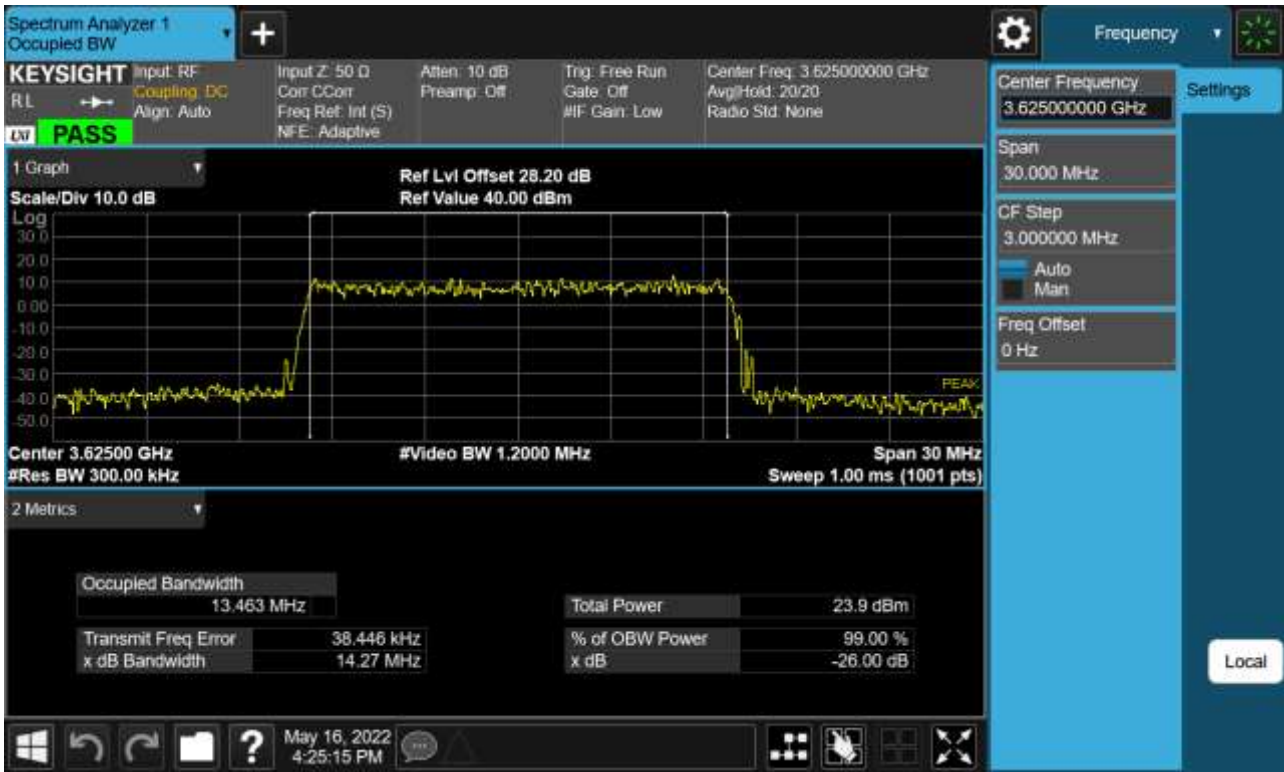 Spectrum Analyzer 1
Occupied BW
+
Frequency
KEYSIGHT
RL
LXI
PASS
Input: RF
Coupling: DC
Align: Auto
Input Z: 50 Ω
Corr CCorr
Freq Ref: Int (S)
NFE: Adaptive
Atten: 10 dB
Preamp: Off
Trig: Free Run
Gate: Off
#IF Gain: Low
Center Freq: 3.625000000 GHz
Avg|Hold: 20/20
Radio Std: None
Center Frequency
3.625000000 GHz
Settings
Span
30.000 MHz
CF Step
3.000000 MHz
Auto
Man
Freq Offset
0 Hz
1 Graph
Scale/Div 10.0 dB
Ref Lvl Offset 28.20 dB
Ref Value 40.00 dBm
Log
30.0
20.0
10.0
0.00
-10.0
-20.0
-30.0
-40.0
-50.0
PEAK
Center 3.62500 GHz
#Video BW 1.2000 MHz
Span 30 MHz
#Res BW 300.00 kHz
Sweep 1.00 ms (1001 pts)
2 Metrics
Occupied Bandwidth
13.463 MHz
Total Power 23.9 dBm
Transmit Freq Error 38.446 kHz
% of OBW Power 99.00 %
x dB Bandwidth 14.27 MHz
x dB -26.00 dB
Local
?
May 16, 2022
4:25:15 PM